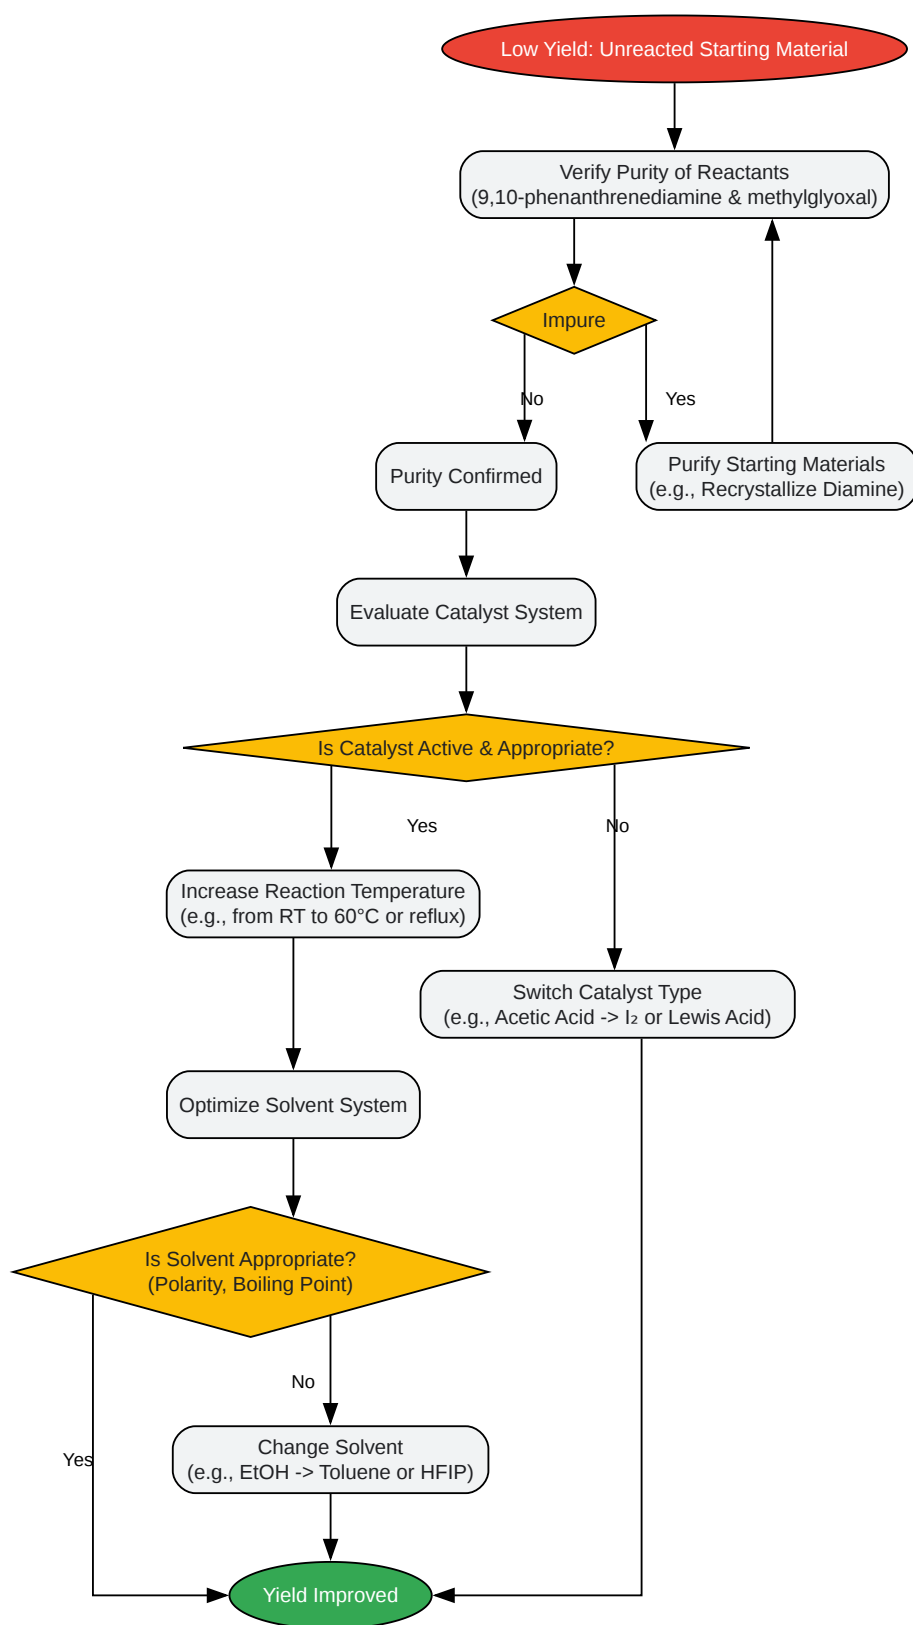 Low Yield: Unreacted Starting Material
Verify Purity of Reactants
(9,10-phenanthrenediamine & methylglyoxal)
Impure
No
Yes
Purity Confirmed
Purify Starting Materials
(e.g., Recrystallize Diamine)
Evaluate Catalyst System
Is Catalyst Active & Appropriate?
Yes
No
Increase Reaction Temperature
(e.g., from RT to 60°C or reflux)
Switch Catalyst Type
(e.g., Acetic Acid -> I₂ or Lewis Acid)
Optimize Solvent System
Is Solvent Appropriate?
(Polarity, Boiling Point)
No
Yes
Change Solvent
(e.g., EtOH -> Toluene or HFIP)
Yield Improved